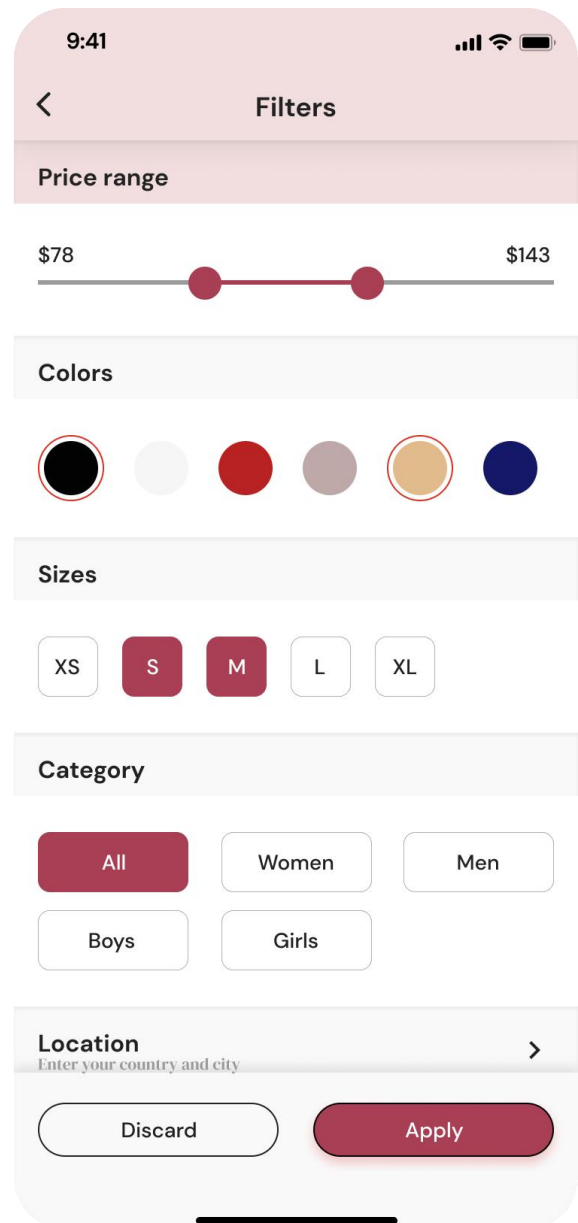 9:41
Filters
Price range
$78 $143
Colors
Sizes
XS S M L XL
Category
All Women Men
Boys Girls
Location
Enter your country and city
Discard Apply